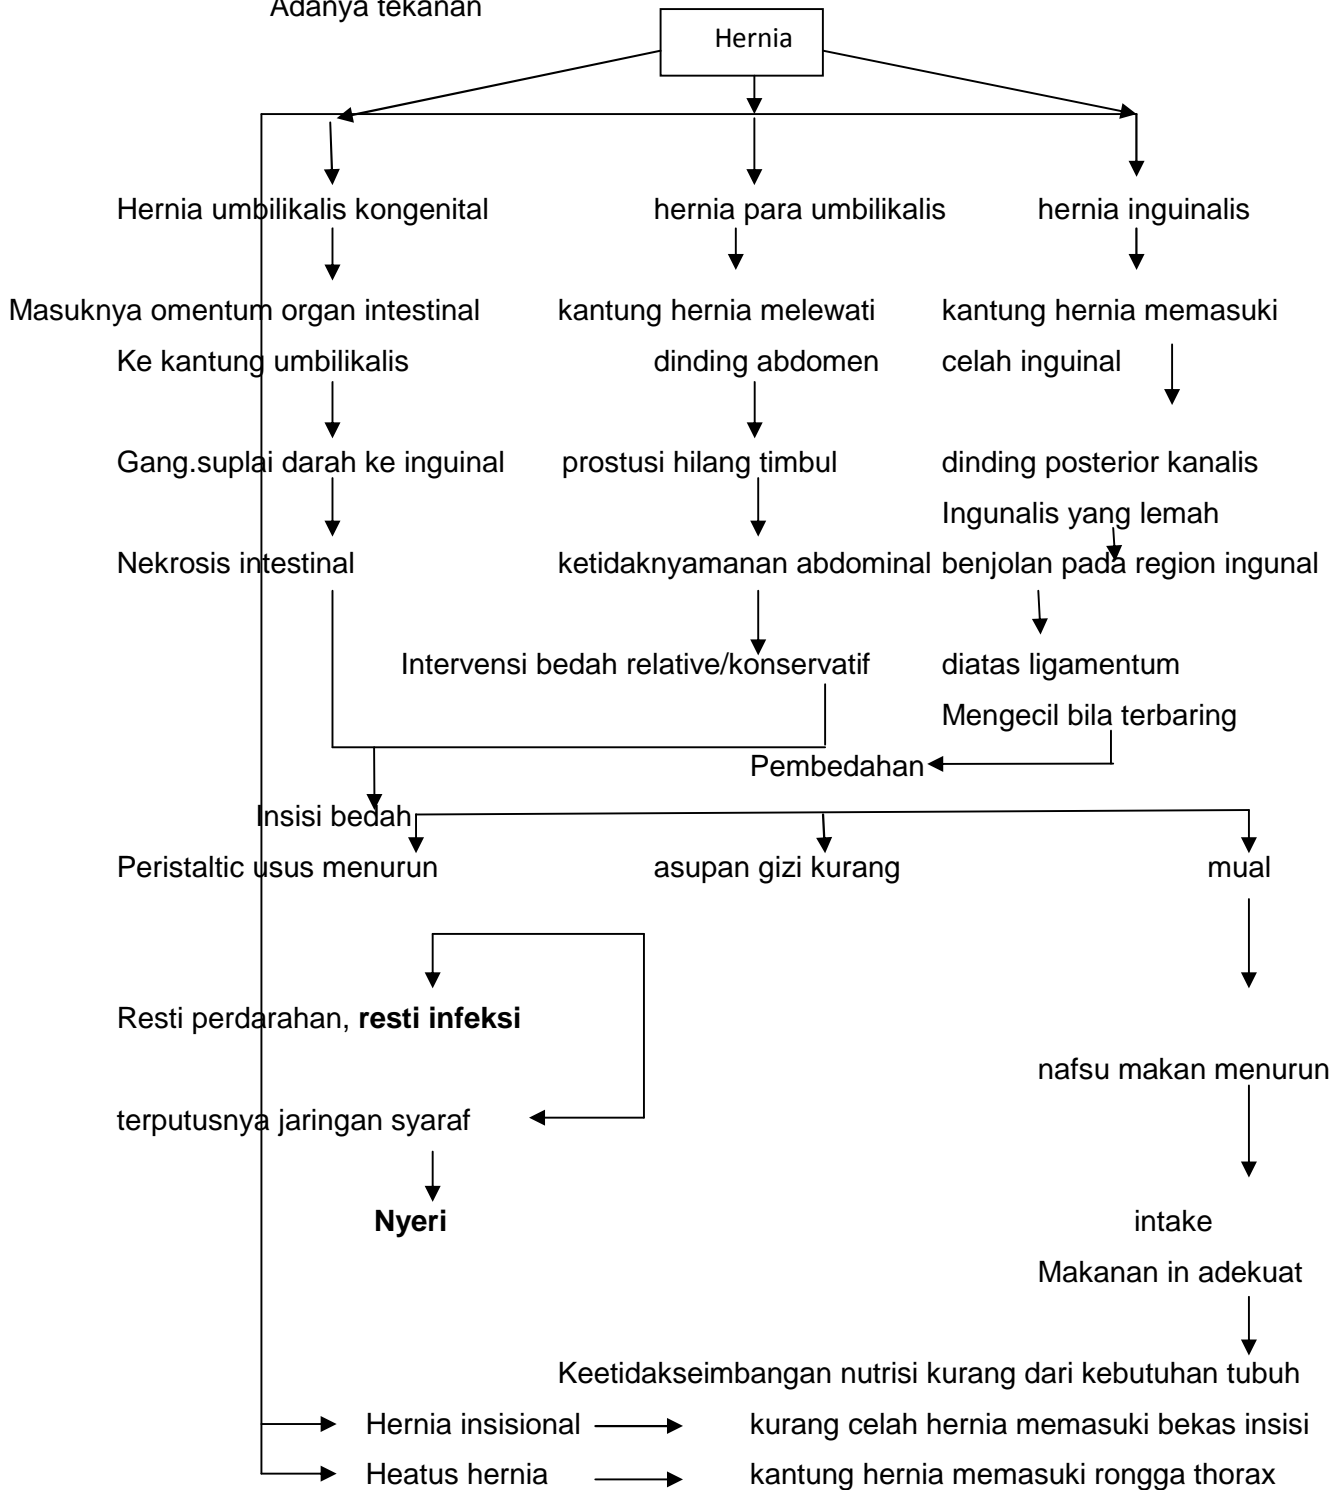 Adanya tekanan
Hernia
Hernia umbilikalis kongenital
hernia para umbilikalis
hernia inguinalis
Masuknya omentum organ intestinal
kantung hernia melewati
kantung hernia memasuki
Ke kantung umbilikalis
dinding abdomen
celah inguinal
Gang.suplai darah ke inguinal
prostusi hilang timbul
dinding posterior kanalis
Ingunalis yang lemah
Nekrosis intestinal
ketidaknyamanan abdominal
benjolan pada region ingunal
Intervensi bedah relative/konservatif
diatas ligamentum
Mengecil bila terbaring
Pembedahan
Insisi bedah
Peristaltic usus menurun
asupan gizi kurang
mual
Resti perdarahan, resti infeksi
nafsu makan menurun
terputusnya jaringan syaraf
Nyeri
intake
Makanan in adekuat
Keetidakseimbangan nutrisi kurang dari kebutuhan tubuh
Hernia insisional
kurang celah hernia memasuki bekas insisi
Heatus hernia
kantung hernia memasuki rongga thorax